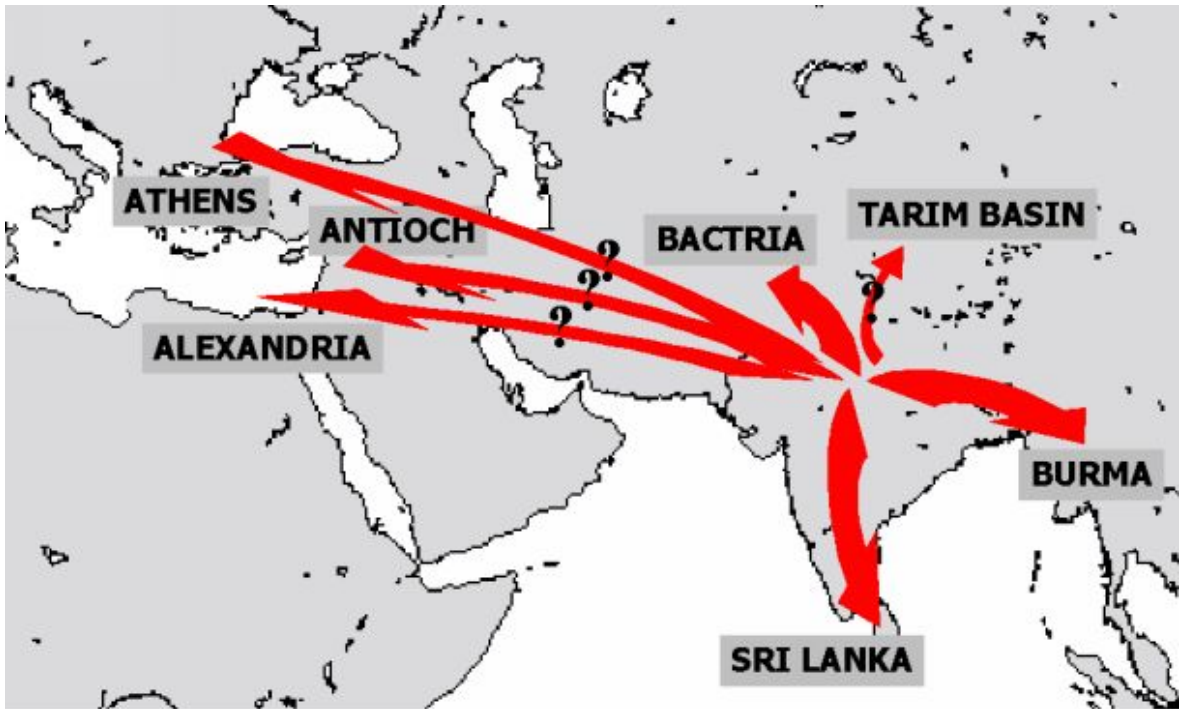 ATHENS
ANTIOCH
BACTRIA
TARIM BASIN
?
?
?
?
ALEXANDRIA
BURMA
SRI LANKA